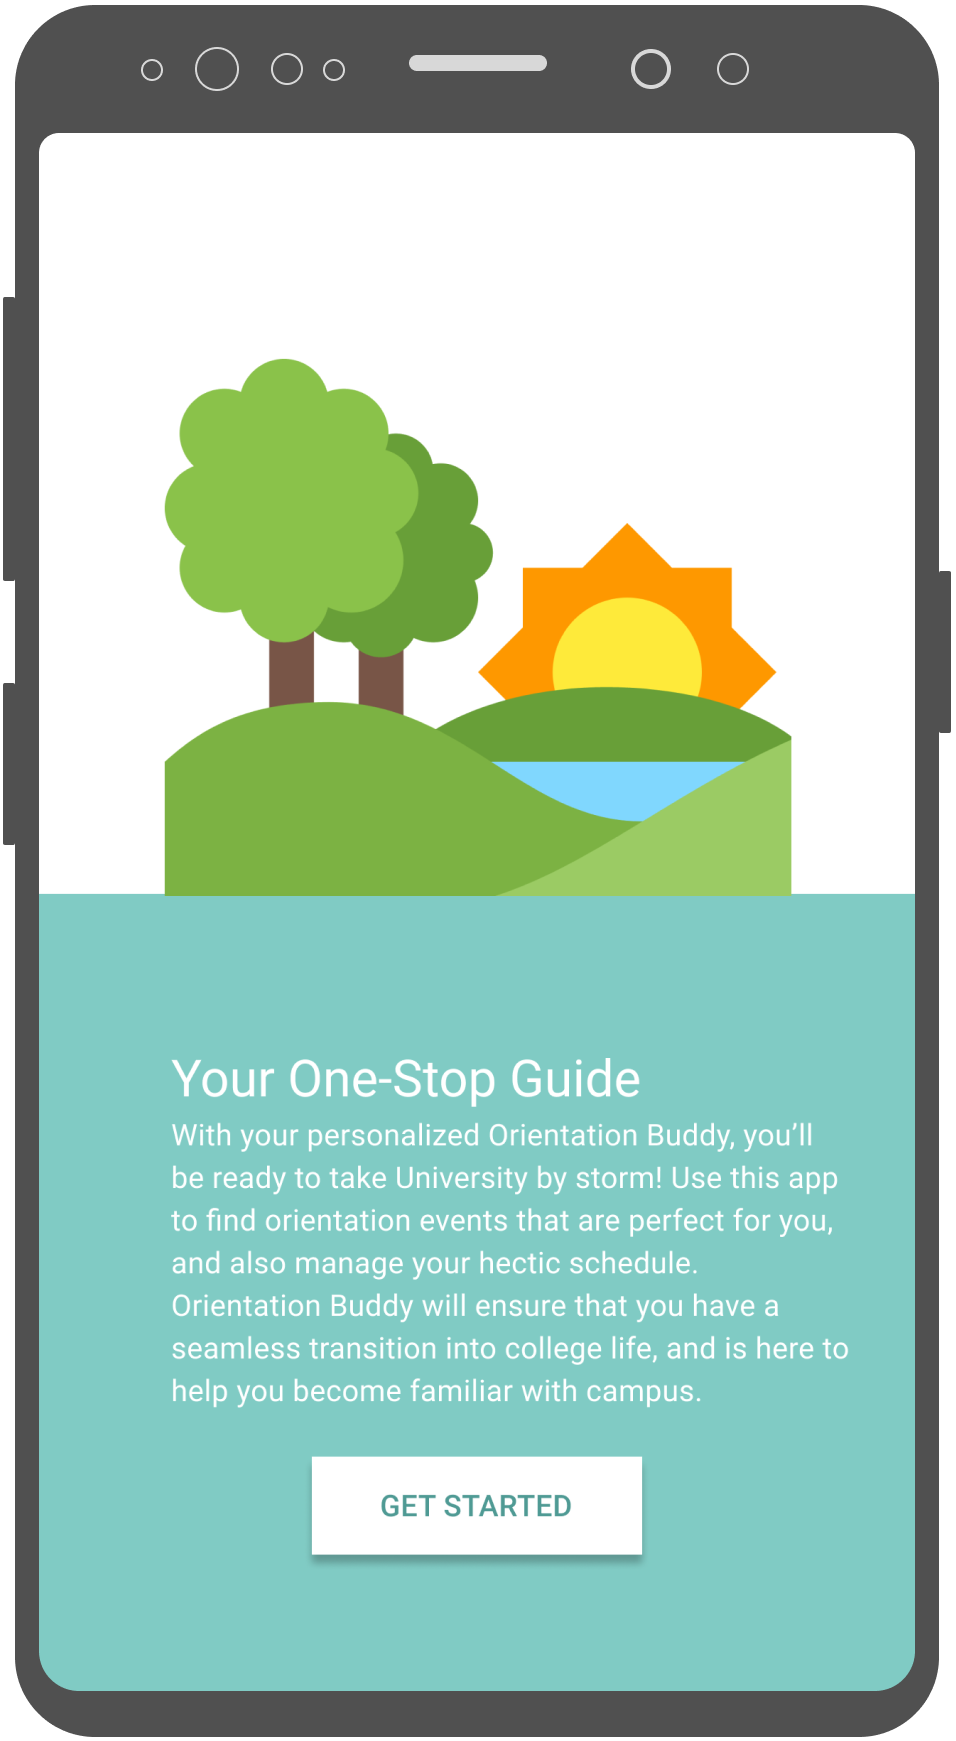 Your One-Stop Guide
With your personalized Orientation Buddy, you’ll
be ready to take University by storm! Use this app
to find orientation events that are perfect for you,
and also manage your hectic schedule.
Orientation Buddy will ensure that you have a
seamless transition into college life, and is here to
help you become familiar with campus.
GET STARTED